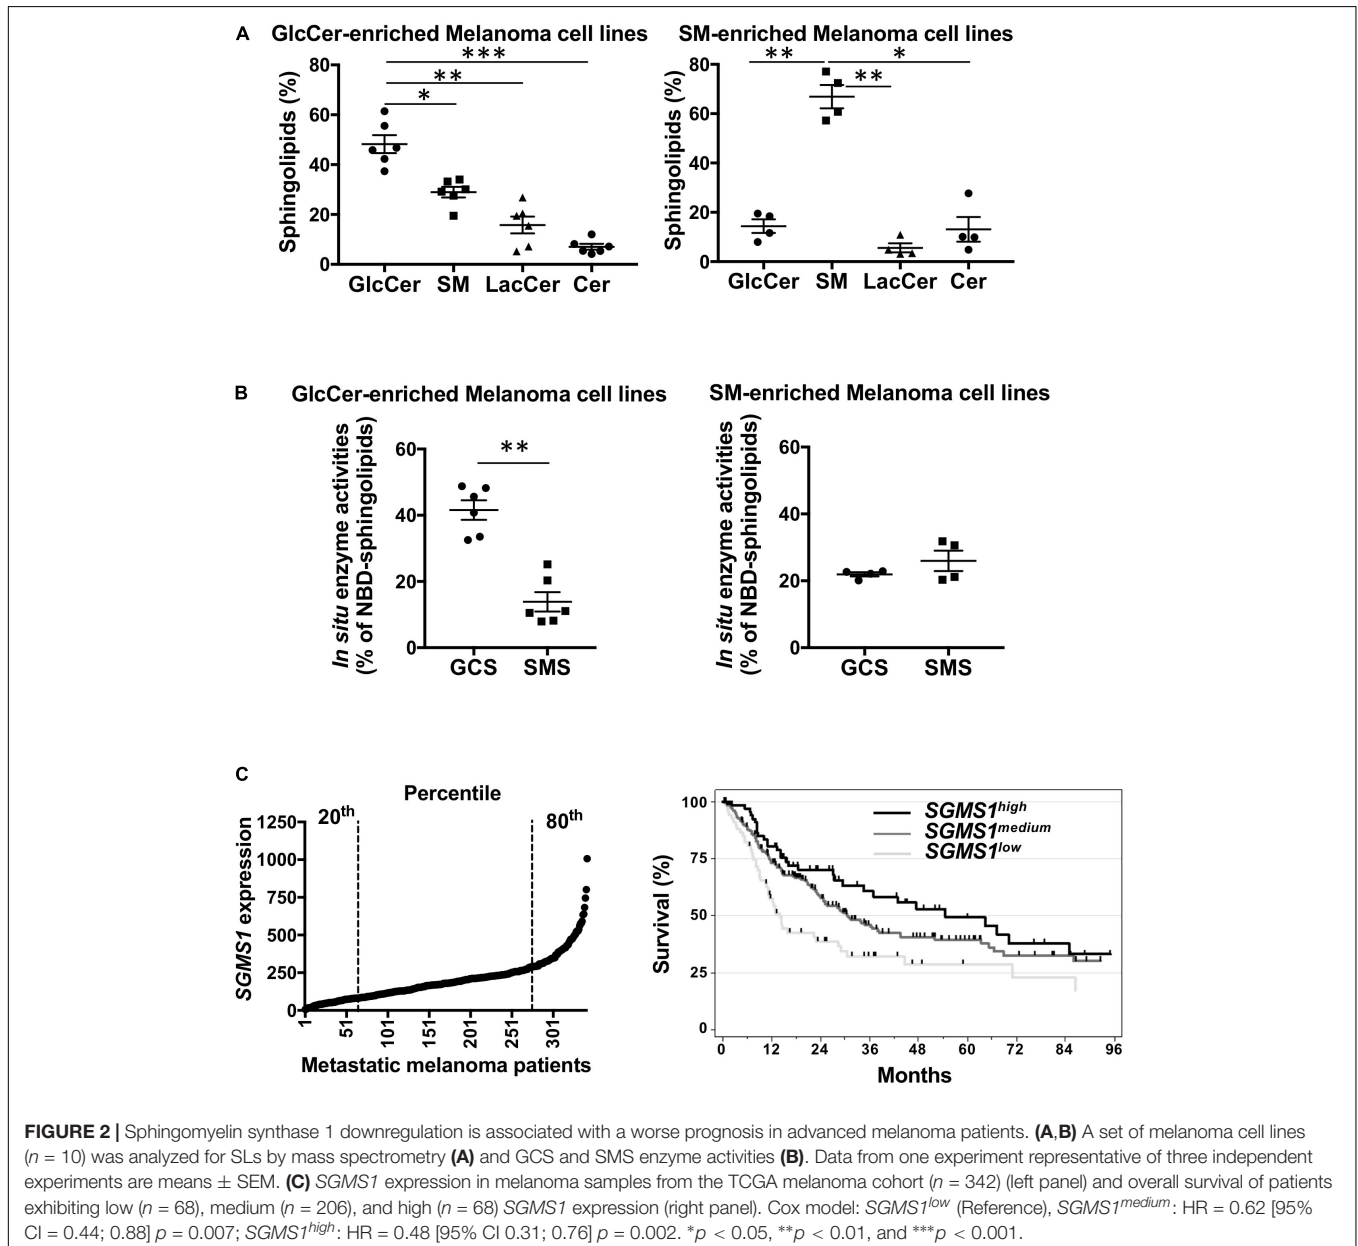 A
GlcCer-enriched Melanoma cell lines
SM-enriched Melanoma cell lines
***
**
*
Sphingolipids (%)
80
60
40
20
0
GlcCer SM LacCer Cer
**
*
**
Sphingolipids (%)
80
60
40
20
0
GlcCer SM LacCer Cer
B
GlcCer-enriched Melanoma cell lines
SM-enriched Melanoma cell lines
In situ enzyme activities
(% of NBD-sphingolipids)
60
40
20
0
**
GCS SMS
In situ enzyme activities
(% of NBD-sphingolipids)
60
40
20
0
GCS SMS
C
Percentile
20th
80th
SGMS1 expression
1250
1000
750
500
250
0
1 51 101 151 201 251 301
Metastatic melanoma patients
Survival (%)
100
75
50
25
0
SGMS1high
SGMS1medium
SGMS1low
0 12 24 36 48 60 72 84 96
Months
FIGURE 2 | Sphingomyelin synthase 1 downregulation is associated with a worse prognosis in advanced melanoma patients. (A,B) A set of melanoma cell lines
(n = 10) was analyzed for SLs by mass spectrometry (A) and GCS and SMS enzyme activities (B). Data from one experiment representative of three independent
experiments are means ± SEM. (C) SGMS1 expression in melanoma samples from the TCGA melanoma cohort (n = 342) (left panel) and overall survival of patients
exhibiting low (n = 68), medium (n = 206), and high (n = 68) SGMS1 expression (right panel). Cox model: SGMS1low (Reference), SGMS1medium: HR = 0.62 [95%
CI = 0.44; 0.88] p = 0.007; SGMS1high: HR = 0.48 [95% CI 0.31; 0.76] p = 0.002. *p < 0.05, **p < 0.01, and ***p < 0.001.